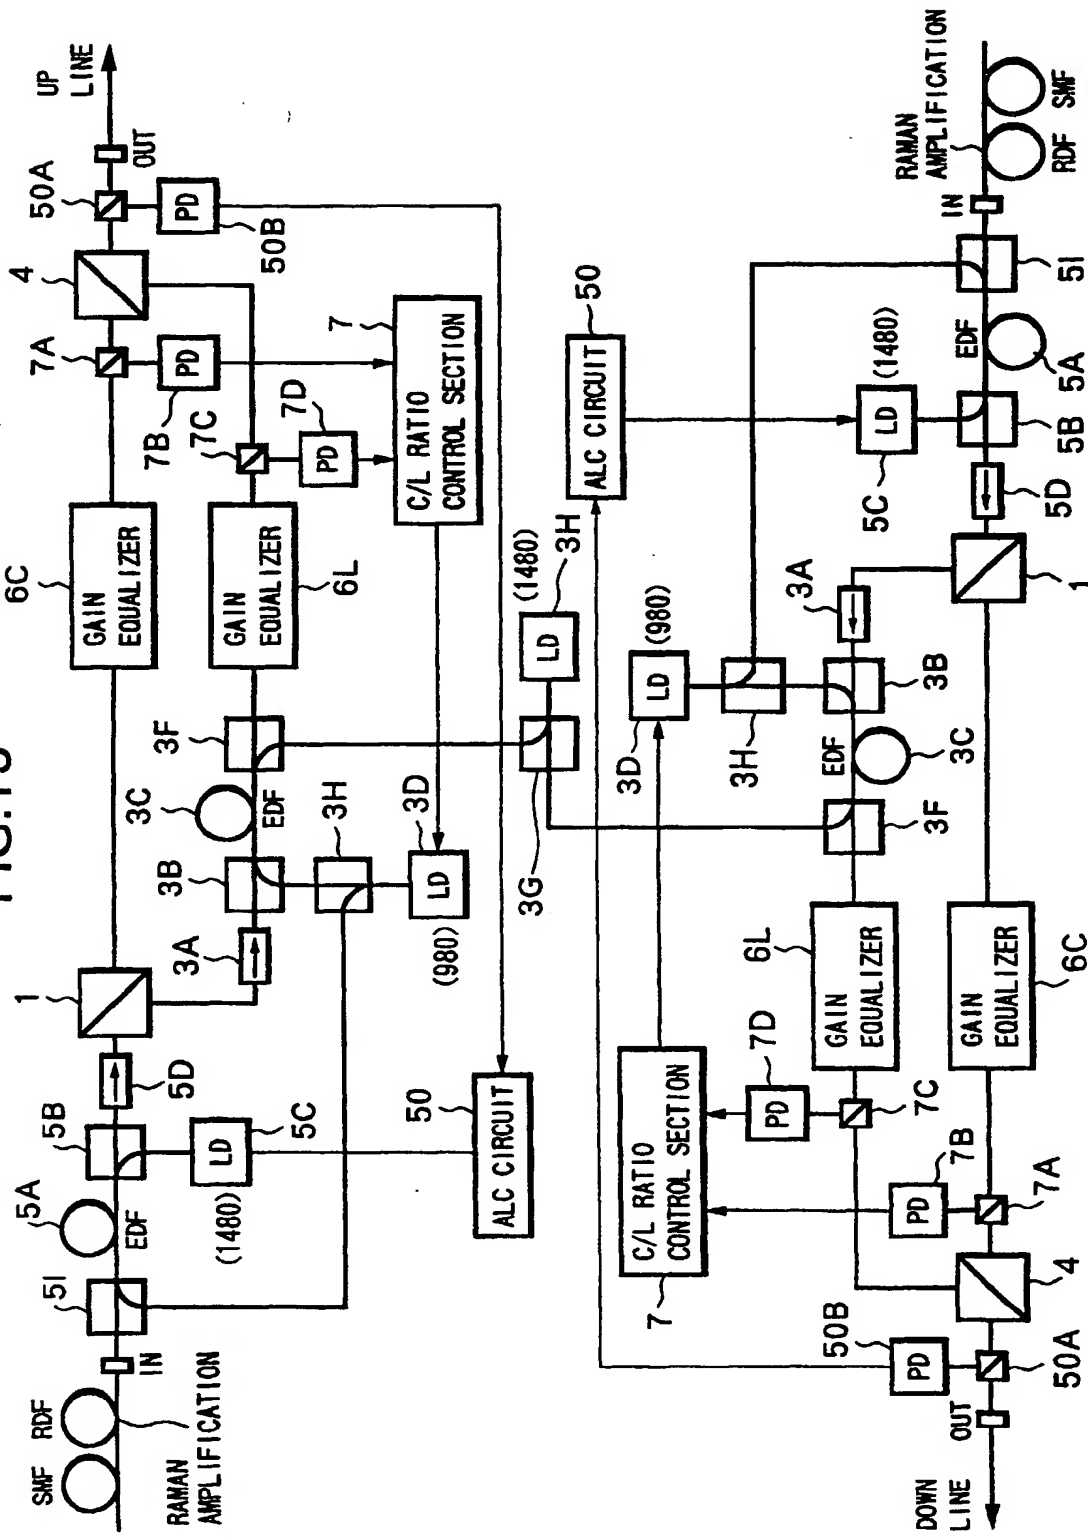 UP
LINE
OUT
50A
PD
50B
4
7A
PD
7B
7C
7D
PD
7
C/L RATIO
CONTROL SECTION
6C
GAIN
EQUALIZER
GAIN
EQUALIZER
6L
3F
3C
EDF
3B
3H
3D
LD
(980)
3A
1
5D
5B
5C
LD
(1480)
5A
EDF
5I
IN
RDF
SMF
RAMAN
AMPLIFICATION
50
ALC CIRCUIT
3H
(1480)
LD
3G
RAMAN
AMPLIFICATION
SMF
RDF
IN
5I
50
ALC CIRCUIT
EDF
5A
(1480)
LD
5C
5B
5D
1
3A
(980)
LD
3D
3H
3B
EDF
3C
3F
6L
GAIN
EQUALIZER
GAIN
EQUALIZER
6C
7D
PD
7C
C/L RATIO
CONTROL SECTION
7
7B
PD
7A
4
50B
PD
50A
OUT
DOWN
LINE